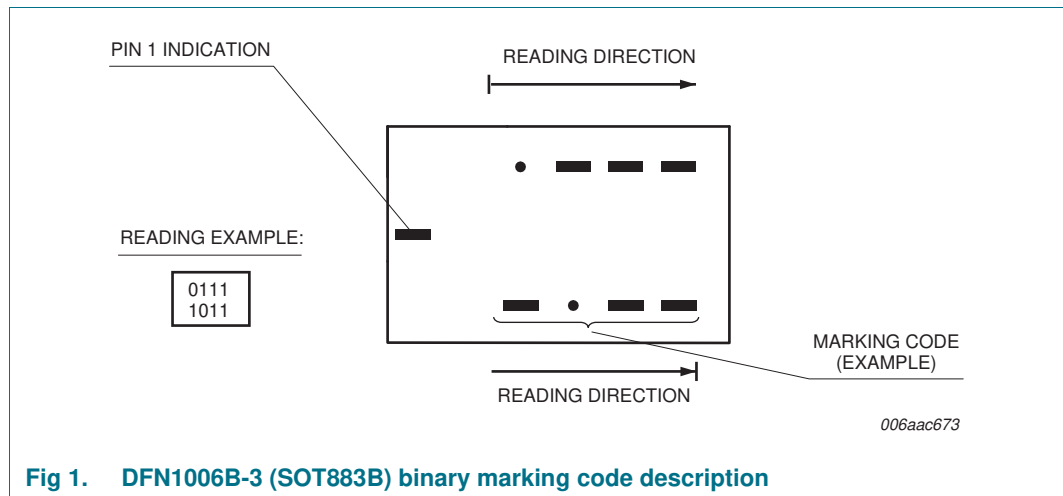 PIN 1 INDICATION
READING DIRECTION
READING EXAMPLE:
0111
1011
MARKING CODE
(EXAMPLE)
READING DIRECTION
006aac673
Fig 1. DFN1006B-3 (SOT883B) binary marking code description